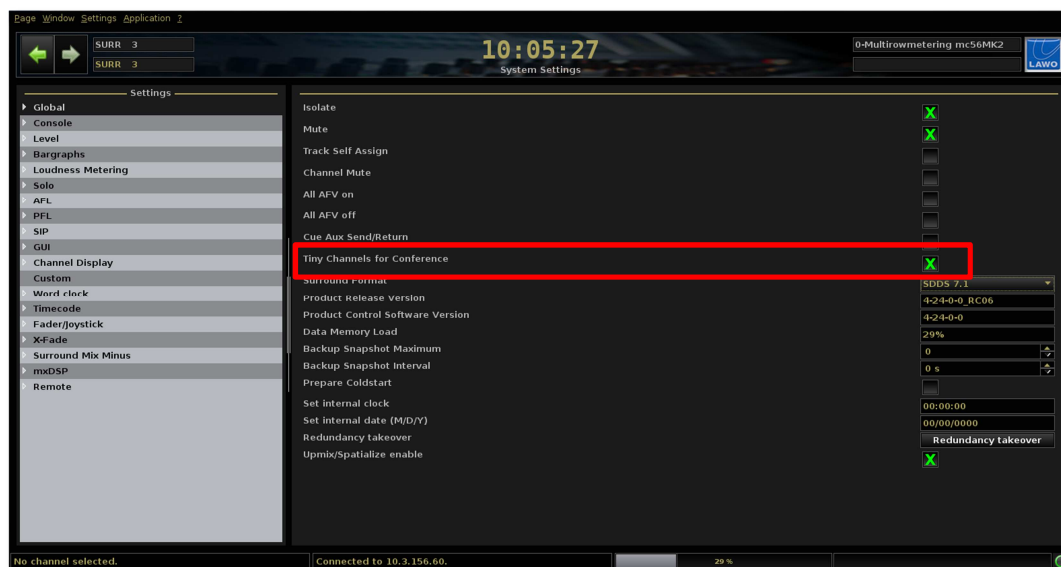 Page Window Settings Application ?
SURR 3
SURR 3
10:05:27
System Settings
0-Multirowmetering mc56MK2
LAWO
Settings
Global
Console
Level
Bargraphs
Loudness Metering
Solo
AFL
PFL
SIP
GUI
Channel Display
Custom
Word clock
Timecode
Fader/Joystick
X-Fade
Surround Mix Minus
mxDSP
Remote
Isolate X
Mute X
Track Self Assign
Channel Mute
All AFV on
All AFV off
Cue Aux Send/Return
Tiny Channels for Conference X
Surround Format SDDS 7.1
Product Release Version 4-24-0-0_RC06
Product Control Software Version 4-24-0-0
Data Memory Load 29%
Backup Snapshot Maximum 0
Backup Snapshot Interval 0 s
Prepare Coldstart
Set internal clock 00:00:00
Set internal date (M/D/Y) 00/00/0000
Redundancy takeover Redundancy takeover
Upmix/Spatialize enable X
No channel selected. Connected to 10.3.156.60. 29 %